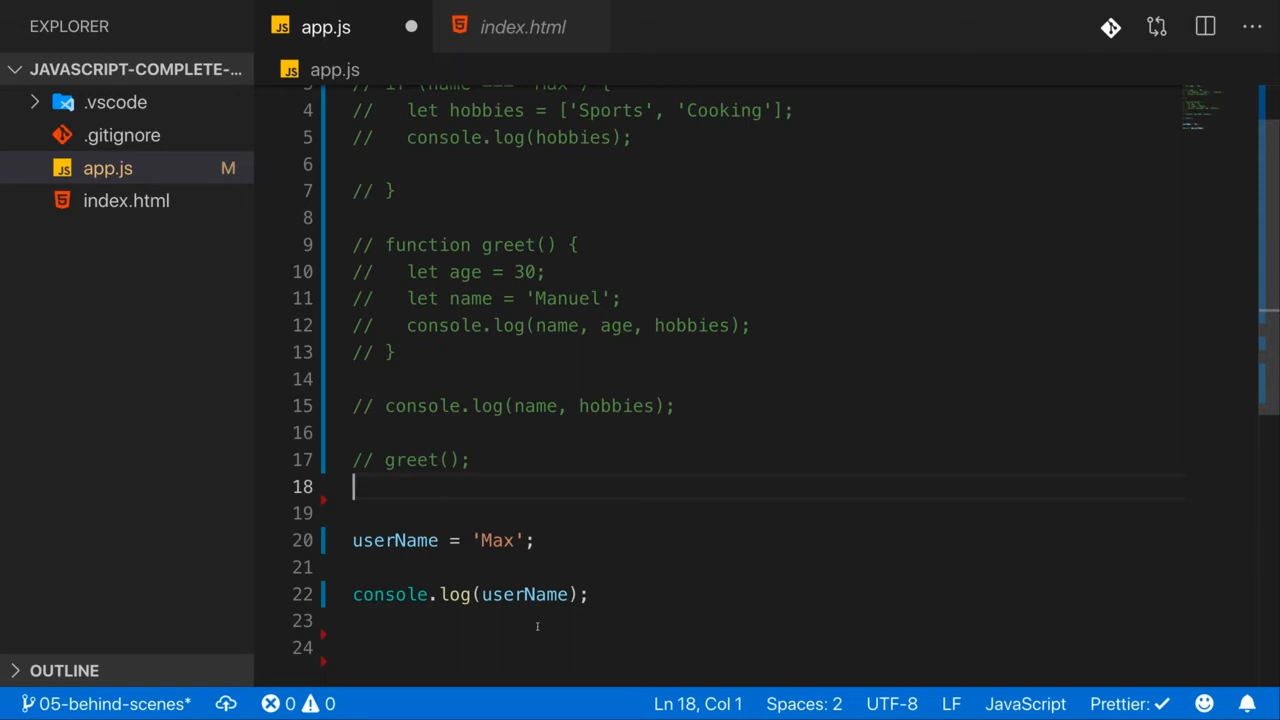 EXPLORER
app.js
index.html
JAVASCRIPT-COMPLETE-...
app.js
.vscode
.gitignore
app.js M
index.html
3 // if (name === 'Max') {
4 //   let hobbies = ['Sports', 'Cooking'];
5 //   console.log(hobbies);
6
7 // }
8
9 // function greet() {
10 //   let age = 30;
11 //   let name = 'Manuel';
12 //   console.log(name, age, hobbies);
13 // }
14
15 // console.log(name, hobbies);
16
17 // greet();
18
19
20 userName = 'Max';
21
22 console.log(userName);
23
24
OUTLINE
05-behind-scenes* 0 0 Ln 18, Col 1 Spaces: 2 UTF-8 LF JavaScript Prettier: ✓